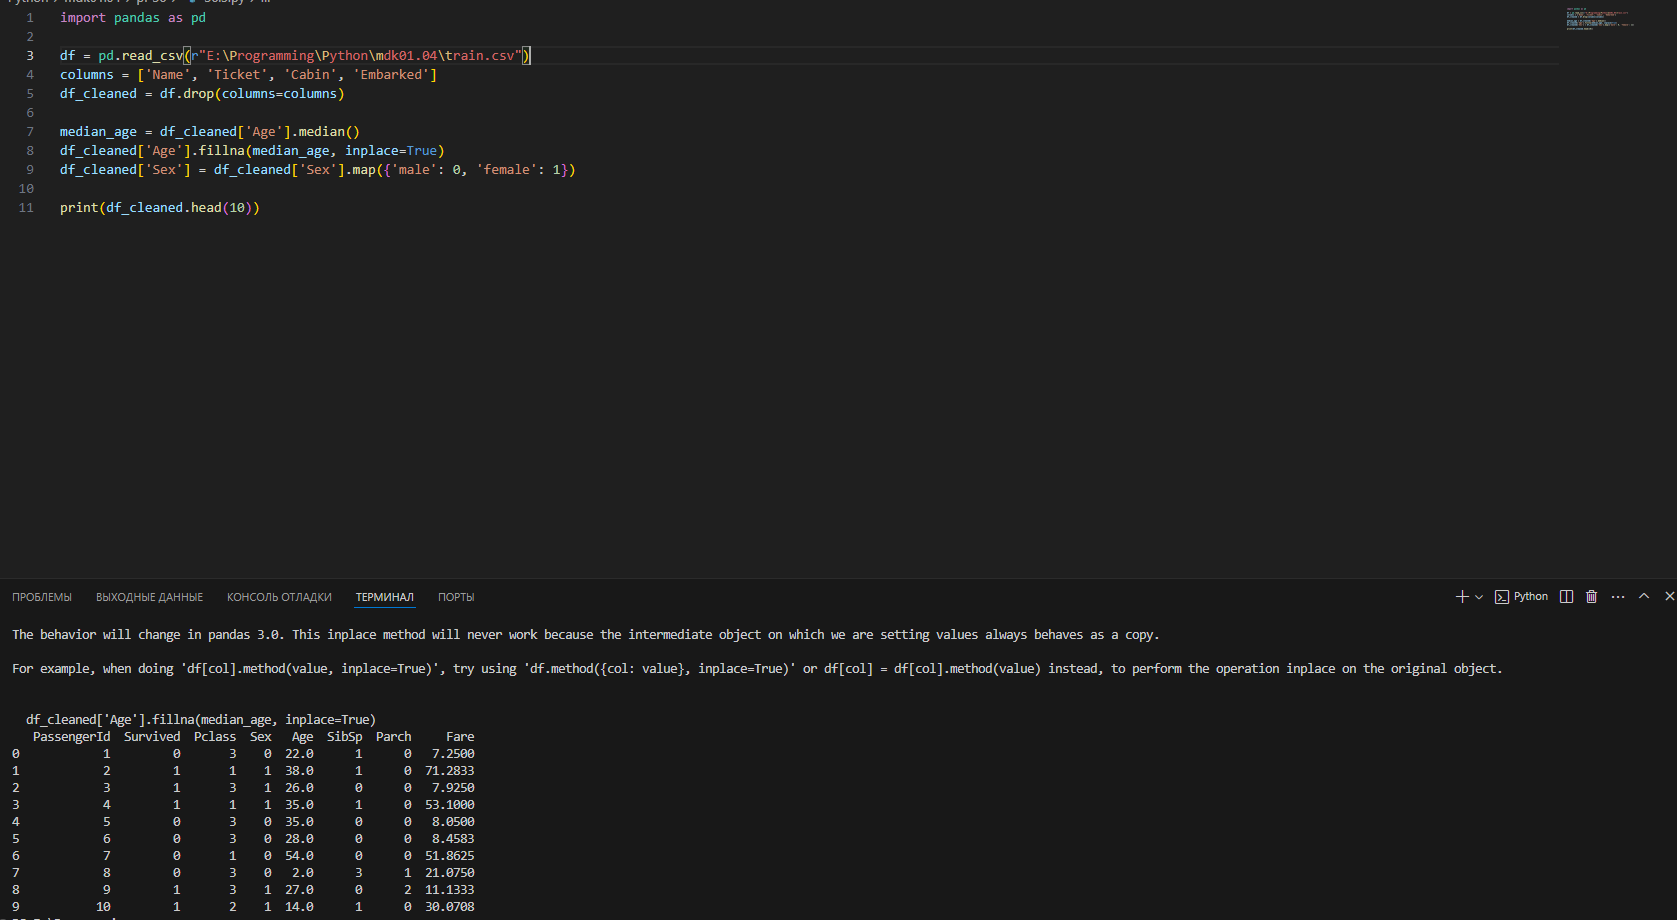 1 import pandas as pd
2
3 df = pd.read_csv(r"E:\Programming\Python\mdk01.04\train.csv")
4 columns = ['Name', 'Ticket', 'Cabin', 'Embarked']
5 df_cleaned = df.drop(columns=columns)
6
7 median_age = df_cleaned['Age'].median()
8 df_cleaned['Age'].fillna(median_age, inplace=True)
9 df_cleaned['Sex'] = df_cleaned['Sex'].map({'male': 0, 'female': 1})
10
11 print(df_cleaned.head(10))
ПРОБЛЕМЫ ВЫХОДНЫЕ ДАННЫЕ КОНСОЛЬ ОТЛАДКИ ТЕРМИНАЛ ПОРТЫ Python
The behavior will change in pandas 3.0. This inplace method will never work because the intermediate object on which we are setting values always behaves as a copy.
For example, when doing 'df[col].method(value, inplace=True)', try using 'df.method({col: value}, inplace=True)' or df[col] = df[col].method(value) instead, to perform the operation inplace on the original object.
df_cleaned['Age'].fillna(median_age, inplace=True)
PassengerId Survived Pclass Sex Age SibSp Parch Fare
0 1 0 3 0 22.0 1 0 7.2500
1 2 1 1 1 38.0 1 0 71.2833
2 3 1 3 1 26.0 0 0 7.9250
3 4 1 1 1 35.0 1 0 53.1000
4 5 0 3 0 35.0 0 0 8.0500
5 6 0 3 0 28.0 0 0 8.4583
6 7 0 1 0 54.0 0 0 51.8625
7 8 0 3 0 2.0 3 1 21.0750
8 9 1 3 1 27.0 0 2 11.1333
9 10 1 2 1 14.0 1 0 30.0708